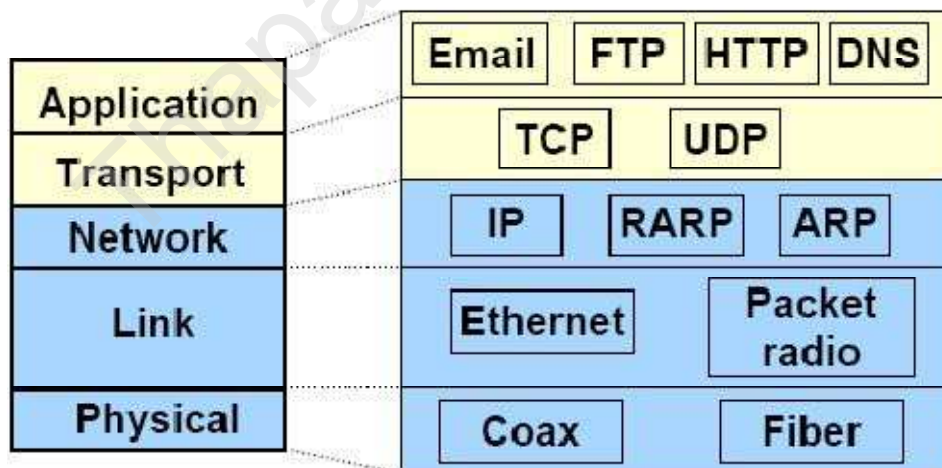 Application
Transport
Network
Link
Physical
Email FTP HTTP DNS
TCP UDP
IP RARP ARP
Ethernet Packet radio
Coax Fiber
Thapa